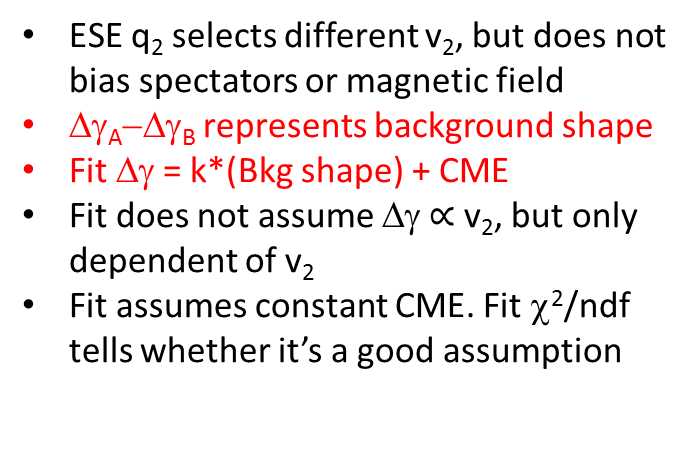 • ESE q₂ selects different v₂, but does not
bias spectators or magnetic field
• Δγ_A−Δγ_B represents background shape
• Fit Δγ = k*(Bkg shape) + CME
• Fit does not assume Δγ ∝ v₂, but only
dependent of v₂
• Fit assumes constant CME. Fit χ²/ndf
tells whether it’s a good assumption